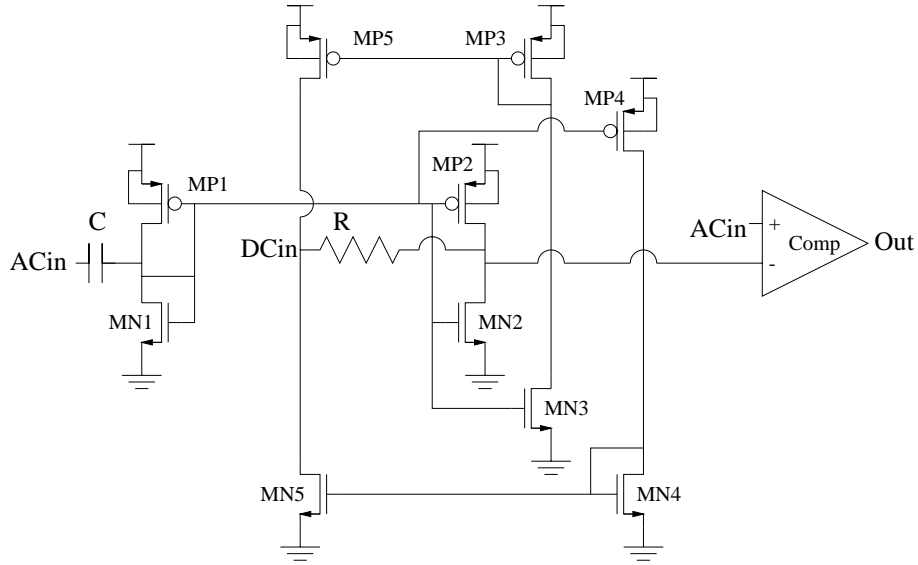 MP5
MP3
MP4
MP2
MP1
C
R
ACin
+
Comp
Out
DCin
ACin
-
MN1
MN2
MN3
MN5
MN4